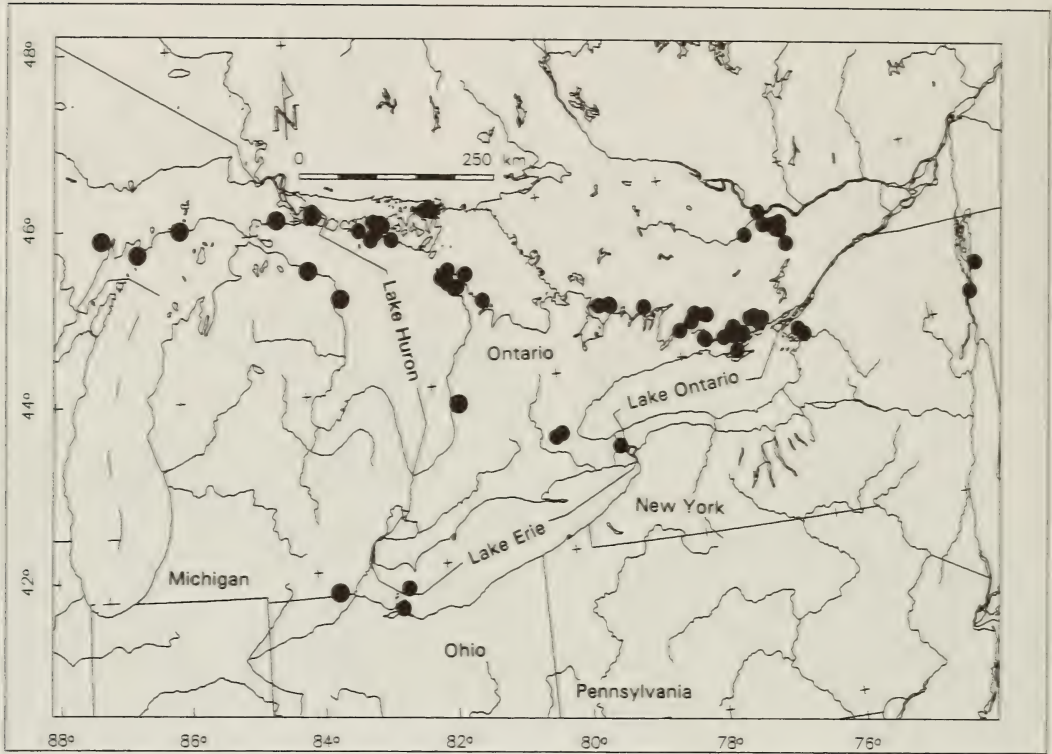 48°
46°
44°
42°
N
0 250 km
Lake Huron
Ontario
Lake Ontario
New York
Lake Erie
Michigan
Ohio
Pennsylvania
88° 86° 84° 82° 80° 78° 76°